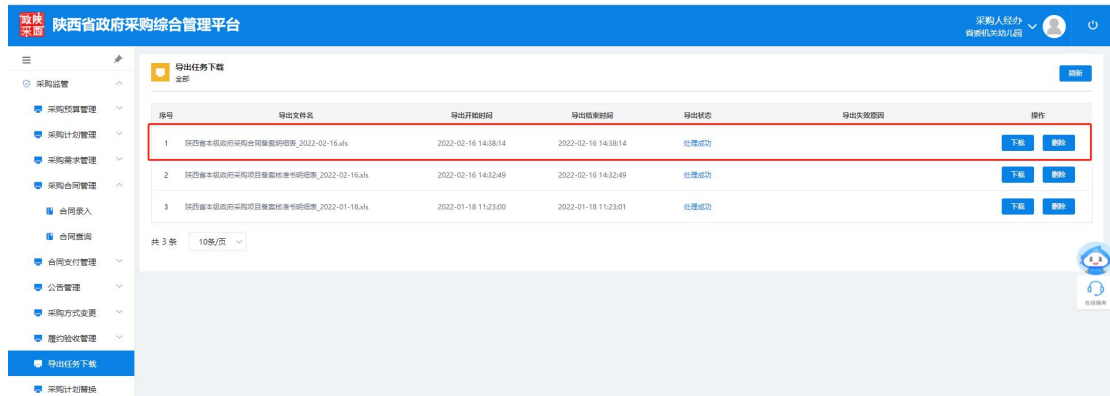 政陕
采西
陕西省政府采购综合管理平台
采购人经办
省委机关幼儿园
采购监管
采购预算管理
采购计划管理
采购需求管理
采购合同管理
合同录入
合同查询
合同支付管理
公告管理
采购方式变更
履约验收管理
导出任务下载
采购计划替换
导出任务下载
全部
刷新
序号 导出文件名 导出开始时间 导出结束时间 导出状态 导出失败原因 操作
1 陕西省本级政府采购合同备案明细表_2022-02-16.xls 2022-02-16 14:38:14 2022-02-16 14:38:14 处理成功 下载 删除
2 陕西省本级政府采购项目备案核准书明细表_2022-02-16.xls 2022-02-16 14:32:49 2022-02-16 14:32:49 处理成功 下载 删除
3 陕西省本级政府采购项目备案核准书明细表_2022-01-18.xls 2022-01-18 11:23:00 2022-01-18 11:23:01 处理成功 下载 删除
共 3 条 10条/页
在线服务